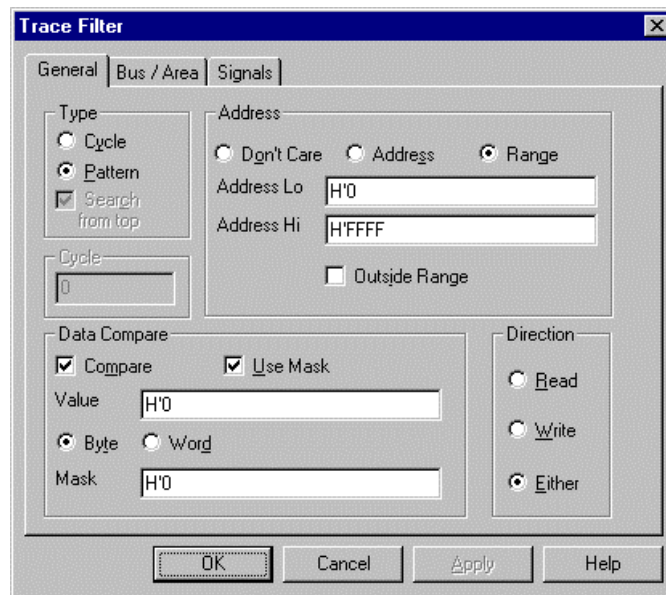 Trace Filter
General Bus / Area Signals
Type
Cycle
Pattern
Search
from top
Cycle
0
Address
Don't Care Address Range
Address Lo H'0
Address Hi H'FFFF
Outside Range
Data Compare
Compare Use Mask
Value H'0
Byte Word
Mask H'0
Direction
Read
Write
Either
OK Cancel Apply Help